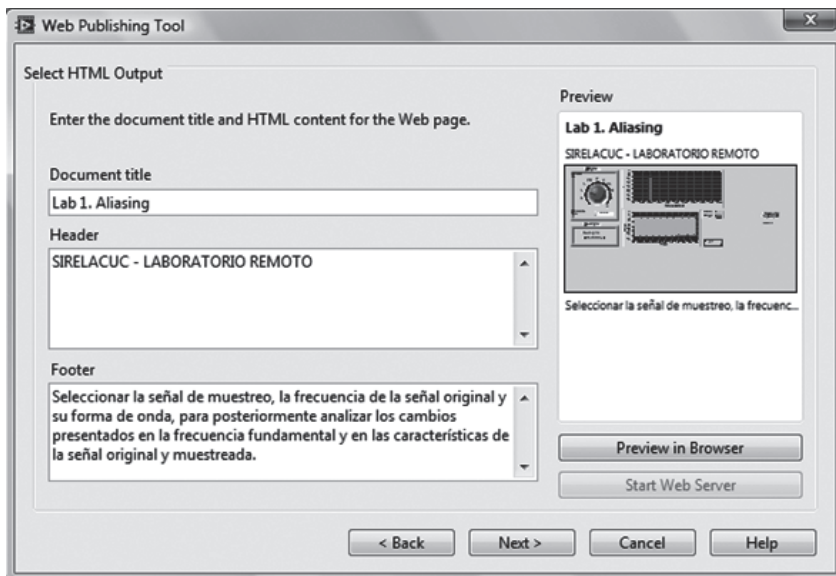 Web Publishing Tool
x
Select HTML Output
Enter the document title and HTML content for the Web page.
Document title
Lab 1. Aliasing
Header
SIRELACUC - LABORATORIO REMOTO
Footer
Seleccionar la señal de muestreo, la frecuencia de la señal original y
su forma de onda, para posteriormente analizar los cambios
presentados en la frecuencia fundamental y en las características de
la señal original y muestreada.
Preview
Lab 1. Aliasing
SIRELACUC - LABORATORIO REMOTO
Seleccionar la señal de muestreo, la frecuenc...
Preview in Browser
Start Web Server
< Back
Next >
Cancel
Help